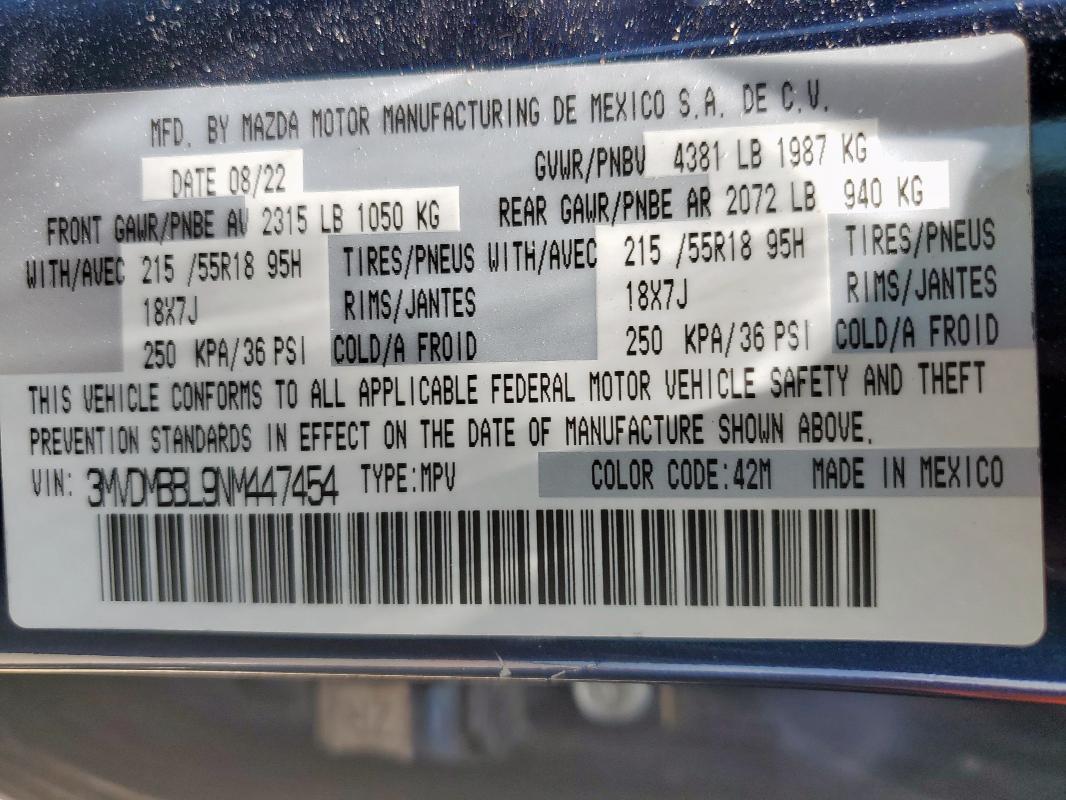 MFD. BY MAZDA MOTOR MANUFACTURING DE MEXICO S.A. DE C.V.
DATE 08/22 GVWR/PNBV 4381 LB 1987 KG
FRONT GAWR/PNBE AV 2315 LB 1050 KG REAR GAWR/PNBE AR 2072 LB 940 KG
WITH/AVEC 215 /55R18 95H TIRES/PNEUS WITH/AVEC 215 /55R18 95H TIRES/PNEUS
18X7J RIMS/JANTES 18X7J RIMS/JANTES
250 KPA/36 PSI COLD/A FROID 250 KPA/36 PSI COLD/A FROID
THIS VEHICLE CONFORMS TO ALL APPLICABLE FEDERAL MOTOR VEHICLE SAFETY AND THEFT
PREVENTION STANDARDS IN EFFECT ON THE DATE OF MANUFACTURE SHOWN ABOVE.
VIN: 3MVDMBBL9NM447454 TYPE:MPV COLOR CODE:42M MADE IN MEXICO